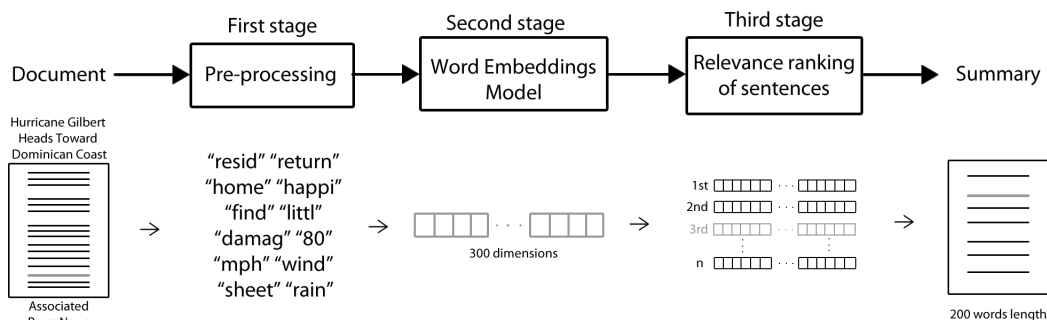 First stage
Second stage
Third stage
Document
Pre-processing
Word Embeddings
Model
Relevance ranking
of sentences
Summary
Hurricane Gilbert
Heads Toward
Dominican Coast
“resid” “return”
“home” “happi”
“find” “littl”
“damag” “80”
“mph” “wind”
“sheet” “rain”
300 dimensions
1st
2nd
3rd
n
Associated
200 words length